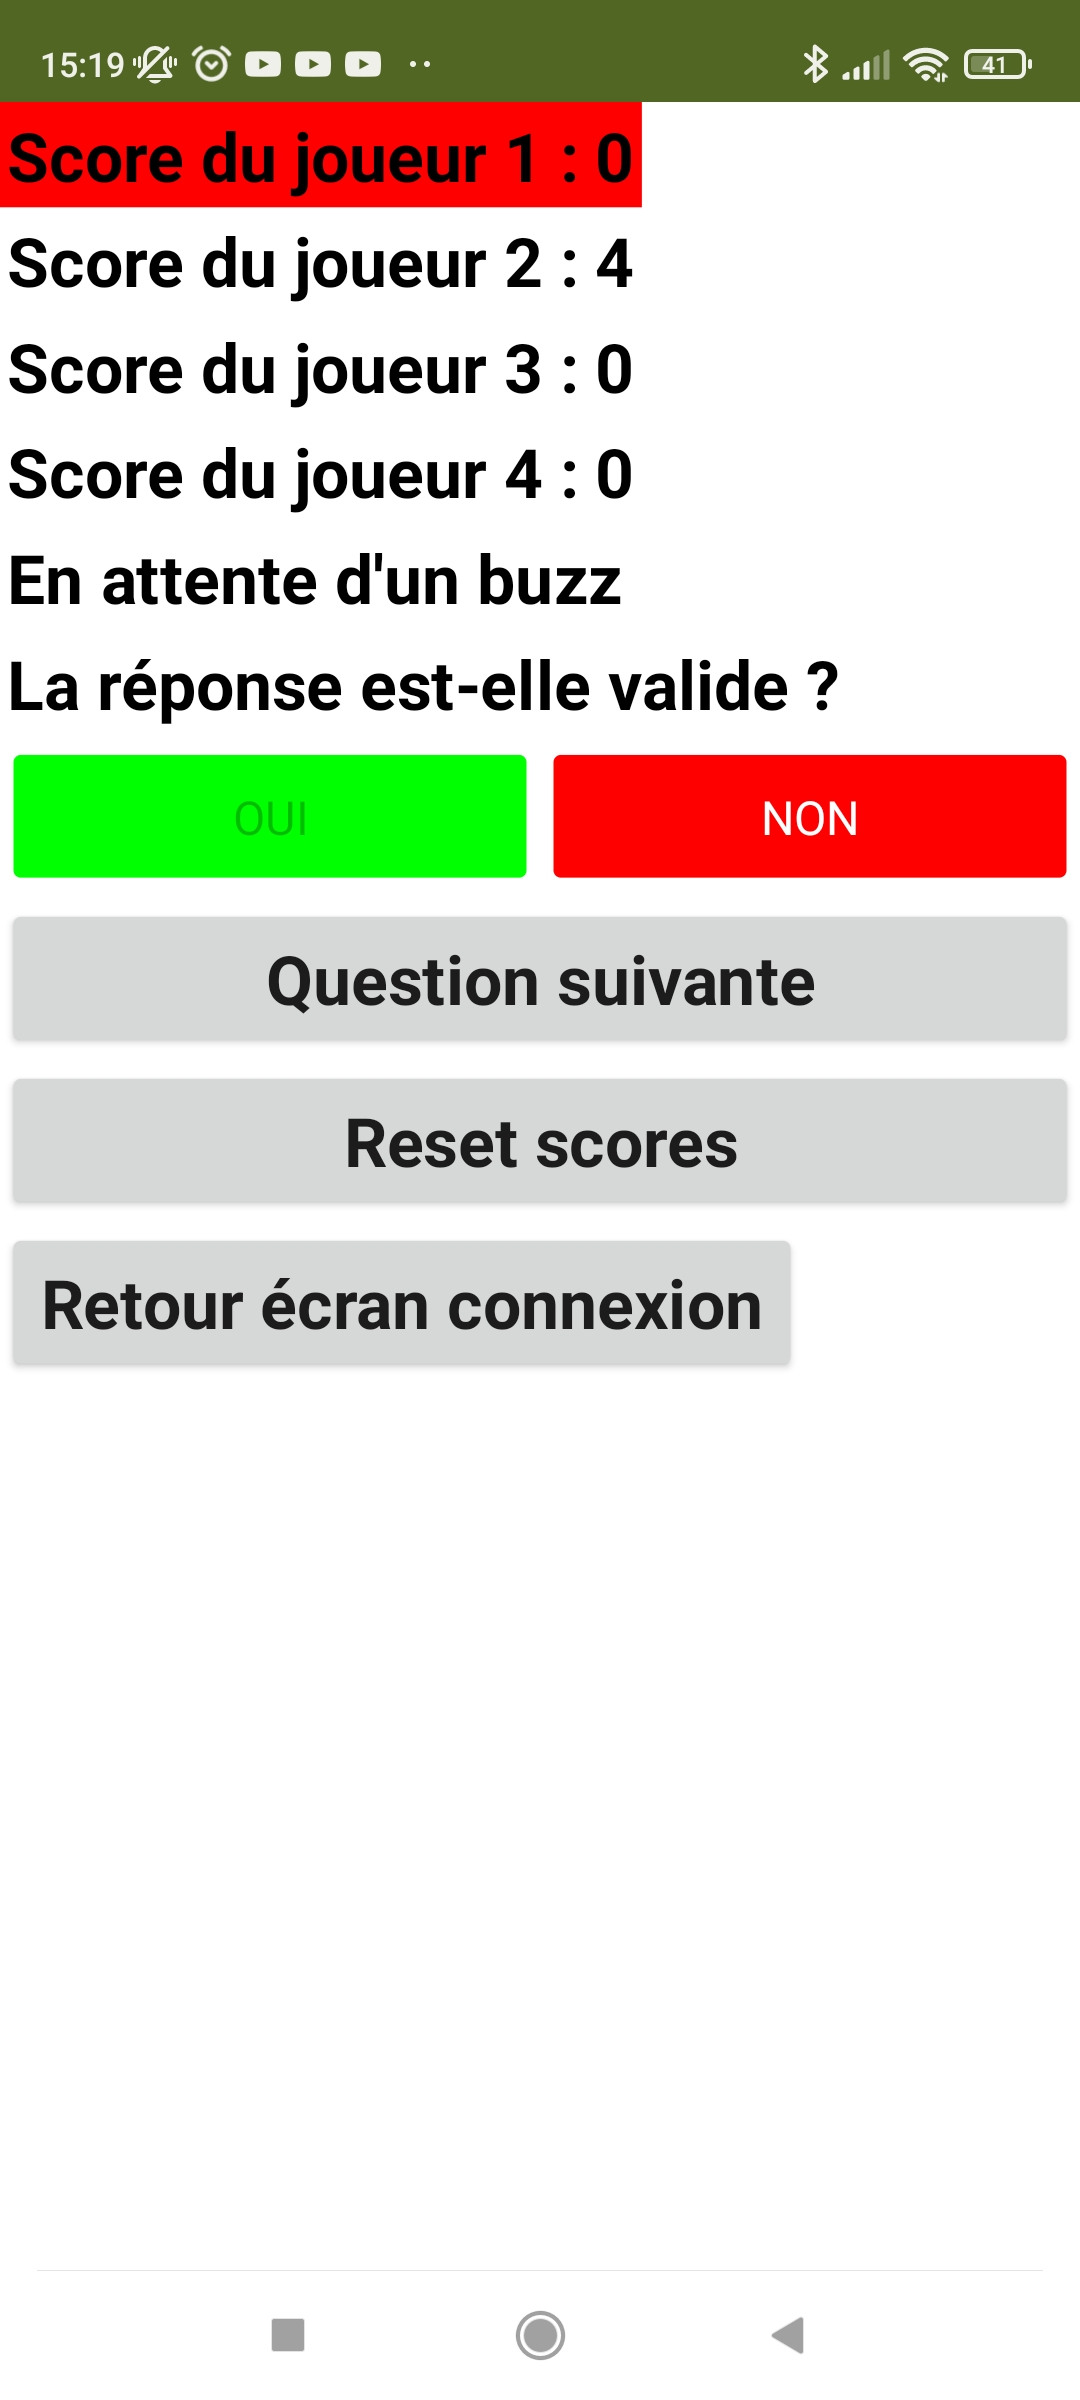 15:19 41
Score du joueur 1 : 0
Score du joueur 2 : 4
Score du joueur 3 : 0
Score du joueur 4 : 0
En attente d'un buzz
La réponse est-elle valide ?
OUI NON
Question suivante
Reset scores
Retour écran connexion